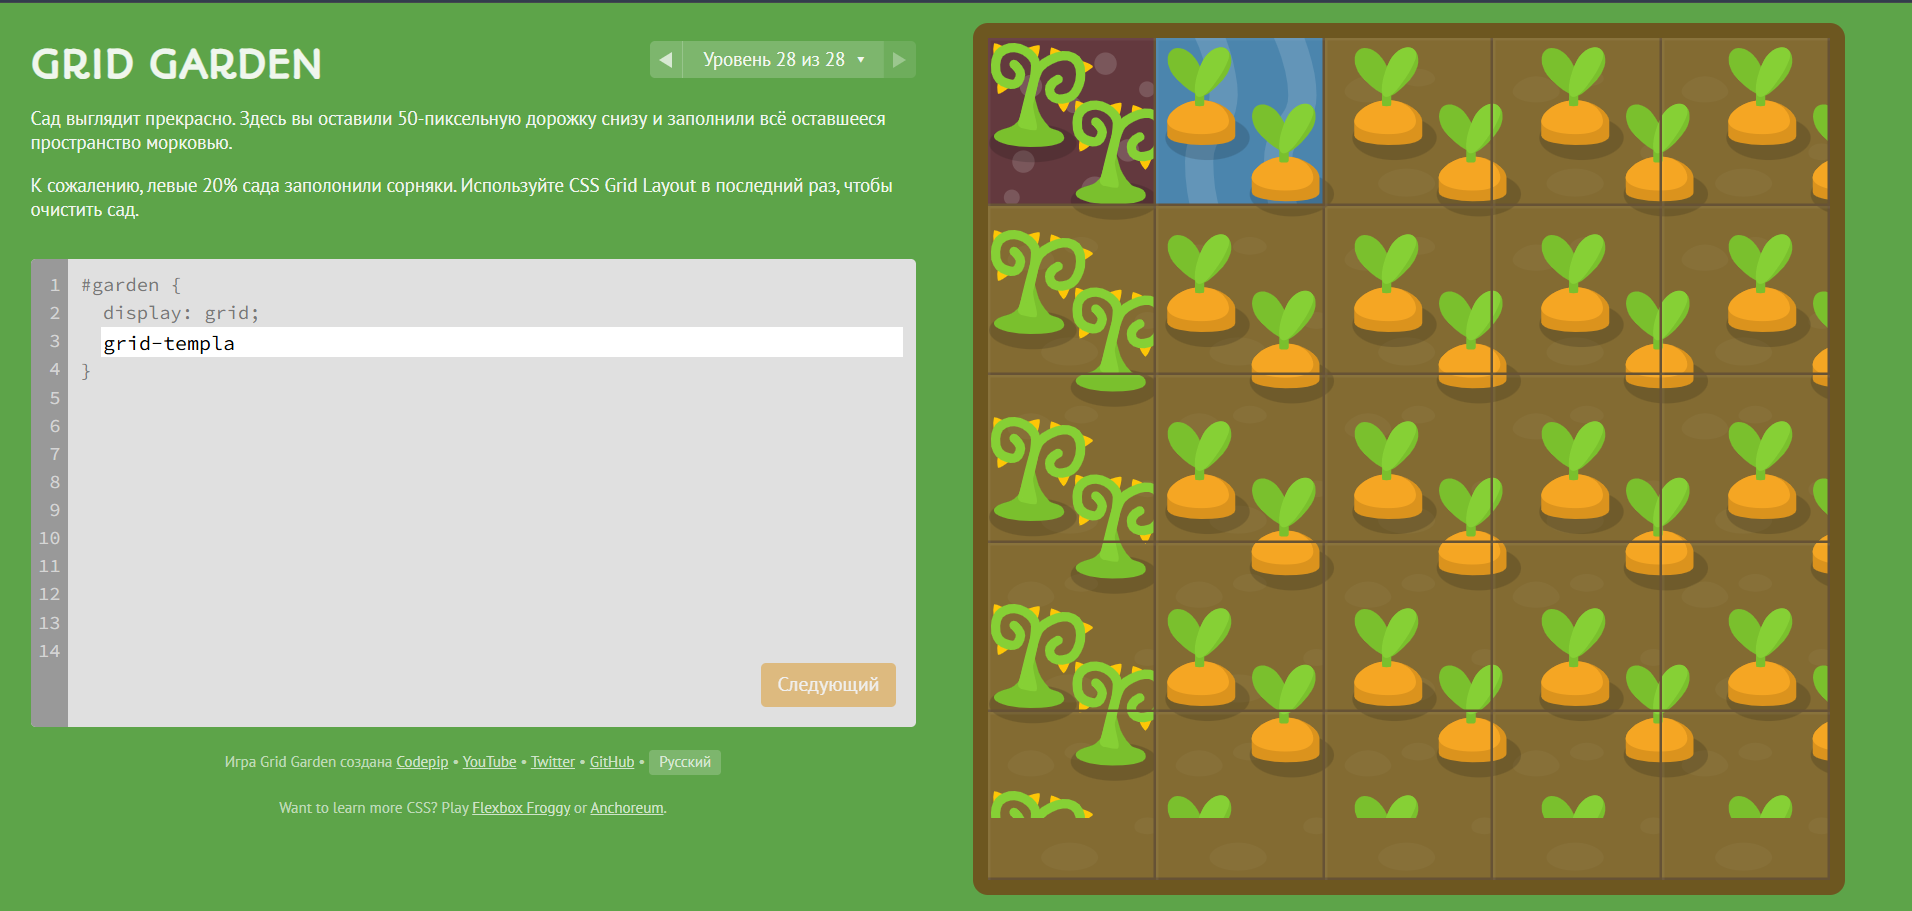 GRID GARDEN
◀ Уровень 28 из 28 ▼ ▶
Сад выглядит прекрасно. Здесь вы оставили 50-пиксельную дорожку снизу и заполнили всё оставшееся
пространство морковью.
К сожалению, левые 20% сада заполонили сорняки. Используйте CSS Grid Layout в последний раз, чтобы
очистить сад.
1 #garden {
2 display: grid;
3 grid-templa
4 }
5
6
7
8
9
10
11
12
13
14
Следующий
Игра Grid Garden создана Codepip • YouTube • Twitter • GitHub • Русский
Want to learn more CSS? Play Flexbox Froggy or Anchoreum.